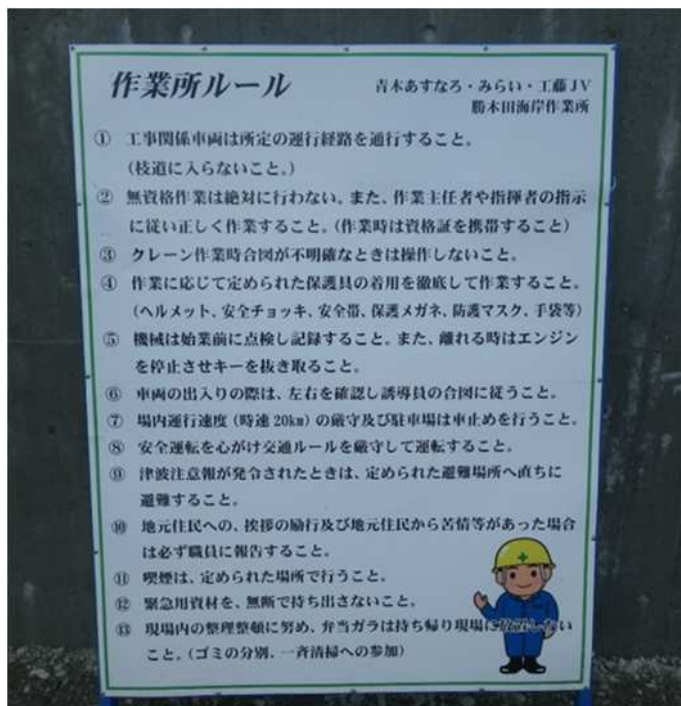 作業所ルール
青木あすなろ・みらい・工藤JV
勝木田海岸作業所
① 工事関係車両は所定の運行経路を通行すること。
(枝道に入らないこと。)
② 無資格作業は絶対に行わない。また、作業主任者や指揮者の指示
に従い正しく作業すること。(作業時は資格証を携帯すること)
③ クレーン作業時合図が不明確なときは操作しないこと。
④ 作業に応じて定められた保護具の着用を徹底して作業すること。
(ヘルメット、安全チョッキ、安全帯、保護メガネ、防護マスク、手袋等)
⑤ 機械は始業前に点検し記録すること。また、離れる時はエンジン
を停止させキーを抜き取ること。
⑥ 車両の出入りの際は、左右を確認し誘導員の合図に従うこと。
⑦ 場内運行速度(時速20km)の厳守及び駐車場は車止めを行うこと。
⑧ 安全運転を心がけ交通ルールを厳守して運転すること。
⑨ 津波注意報が発令されたときは、定められた避難場所へ直ちに
避難すること。
⑩ 地元住民への、挨拶の励行及び地元住民から苦情等があった場合
は必ず職員に報告すること。
⑪ 喫煙は、定められた場所で行うこと。
⑫ 緊急用資材を、無断で持ち出さないこと。
⑬ 現場内の整理整頓に努め、弁当ガラは持ち帰り現場に放置しない
こと。(ゴミの分別、一斉清掃への参加)